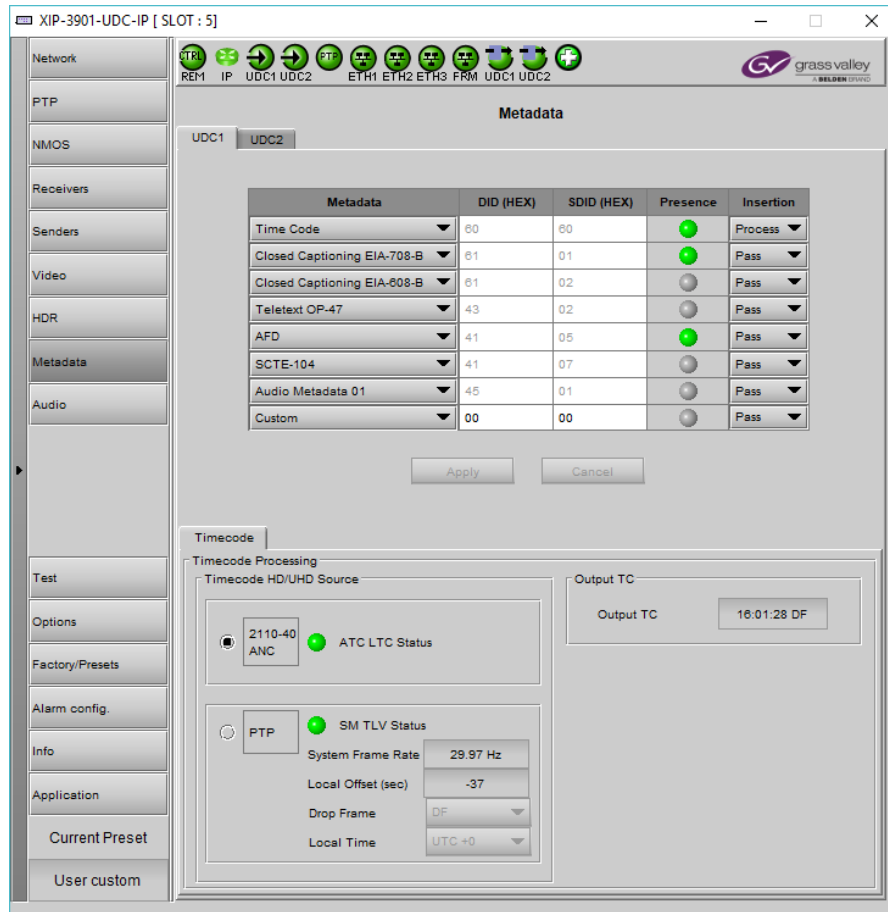 XIP-3901-UDC-IP [ SLOT : 5]
Network
PTP
NMOS
Receivers
Senders
Video
HDR
Metadata
Audio
Test
Options
Factory/Presets
Alarm config.
Info
Application
Current Preset
User custom
CTRL PTP
REM IP UDC1 UDC2 ETH1 ETH2 ETH3 FRM UDC1 UDC2
GV grass valley
A BELDEN BRAND
Metadata
UDC1 UDC2
Metadata DID (HEX) SDID (HEX) Presence Insertion
Time Code 60 60 Process
Closed Captioning EIA-708-B 61 01 Pass
Closed Captioning EIA-608-B 61 02 Pass
Teletext OP-47 43 02 Pass
AFD 41 05 Pass
SCTE-104 41 07 Pass
Audio Metadata 01 45 01 Pass
Custom 00 00 Pass
Apply Cancel
Timecode
Timecode Processing
Timecode HD/UHD Source
2110-40
ANC
ATC LTC Status
PTP
SM TLV Status
System Frame Rate 29.97 Hz
Local Offset (sec) -37
Drop Frame DF
Local Time UTC +0
Output TC
Output TC 16:01:28 DF